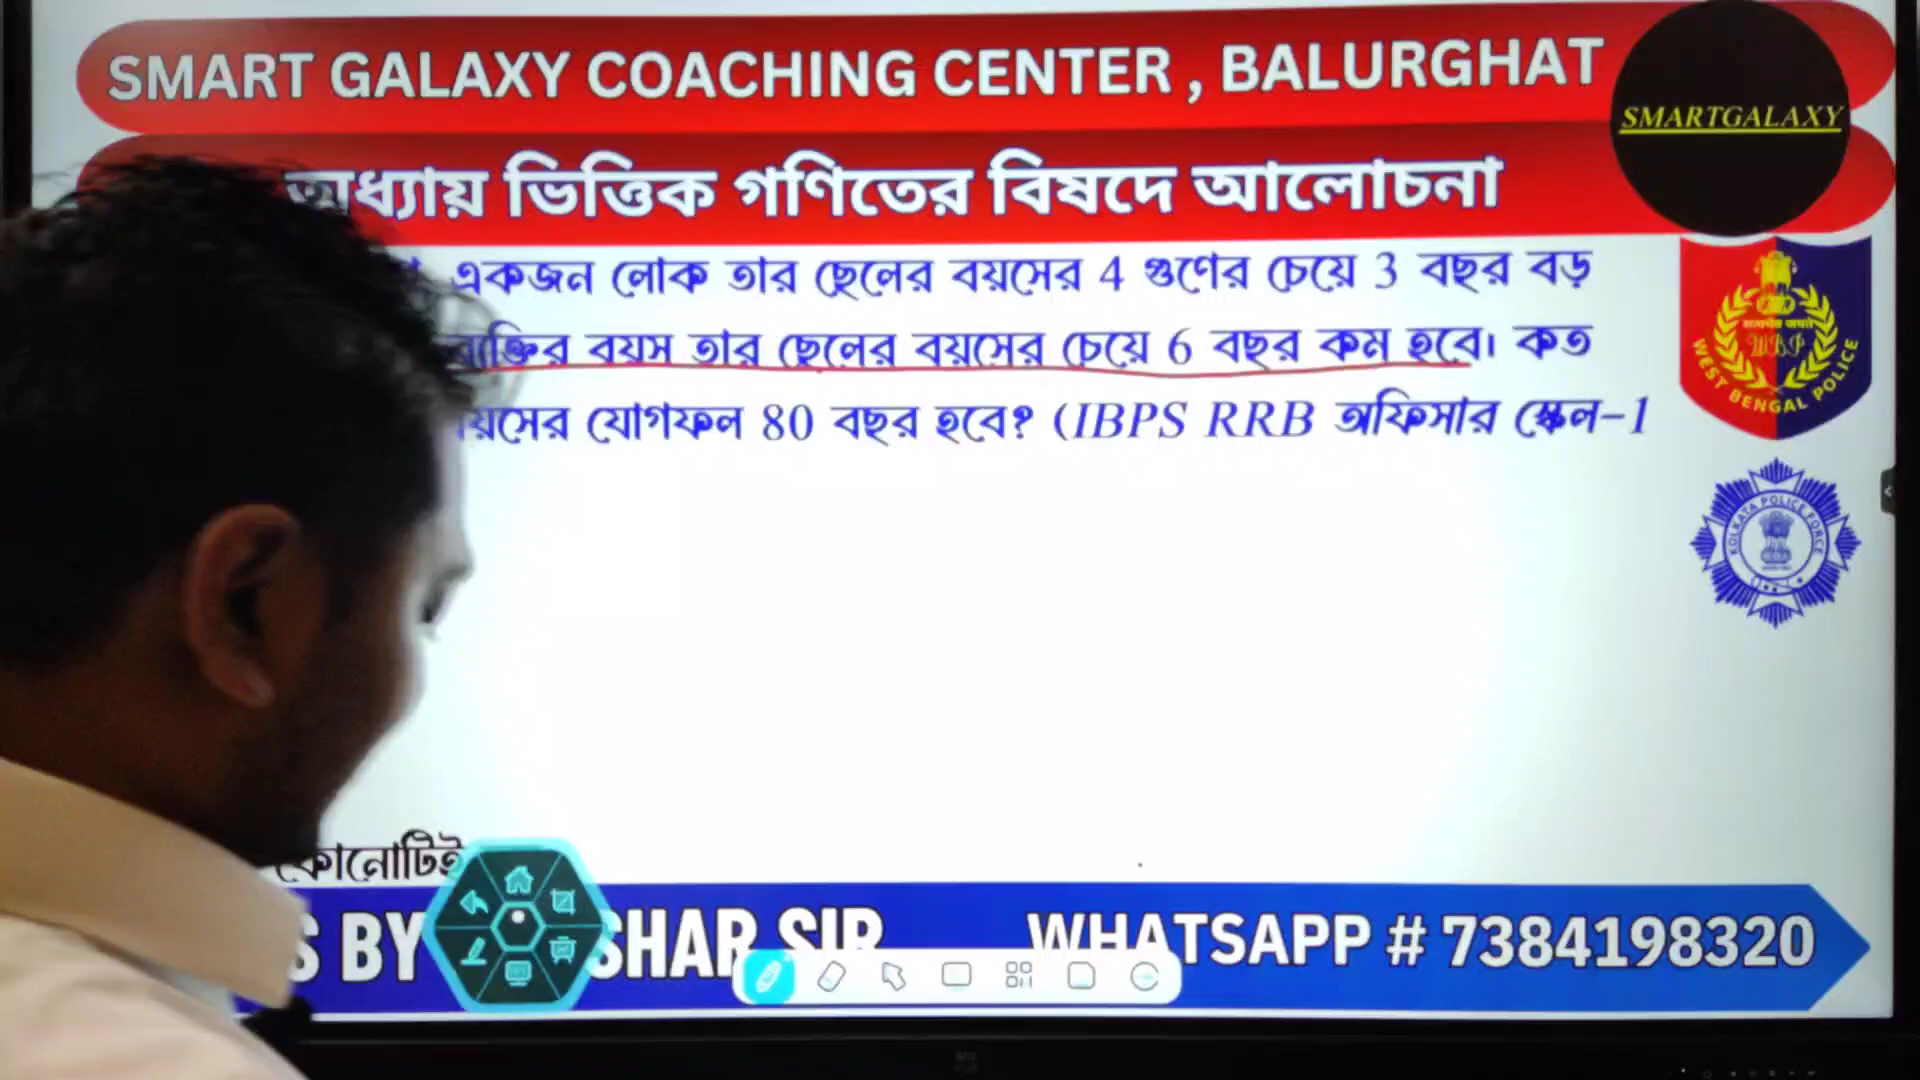 SMART GALAXY COACHING CENTER , BALURGHAT
SMARTGALAXY
অধ্যায় ভিত্তিক গণিতের বিষদে আলোচনা
একজন লোক তার ছেলের বয়সের 4 গুণের চেয়ে 3 বছর বড়
বয়স তার ছেলের বয়সের চেয়ে 6 বছর কম হবে। কত
যোগফল 80 বছর হবে? (IBPS RRB অফিসার স্কেল-1
WEST BENGAL POLICE
KOLKATA POLICE FORCE
কোনোটিই
BY SHAR SIR
WHATSAPP # 7384198320